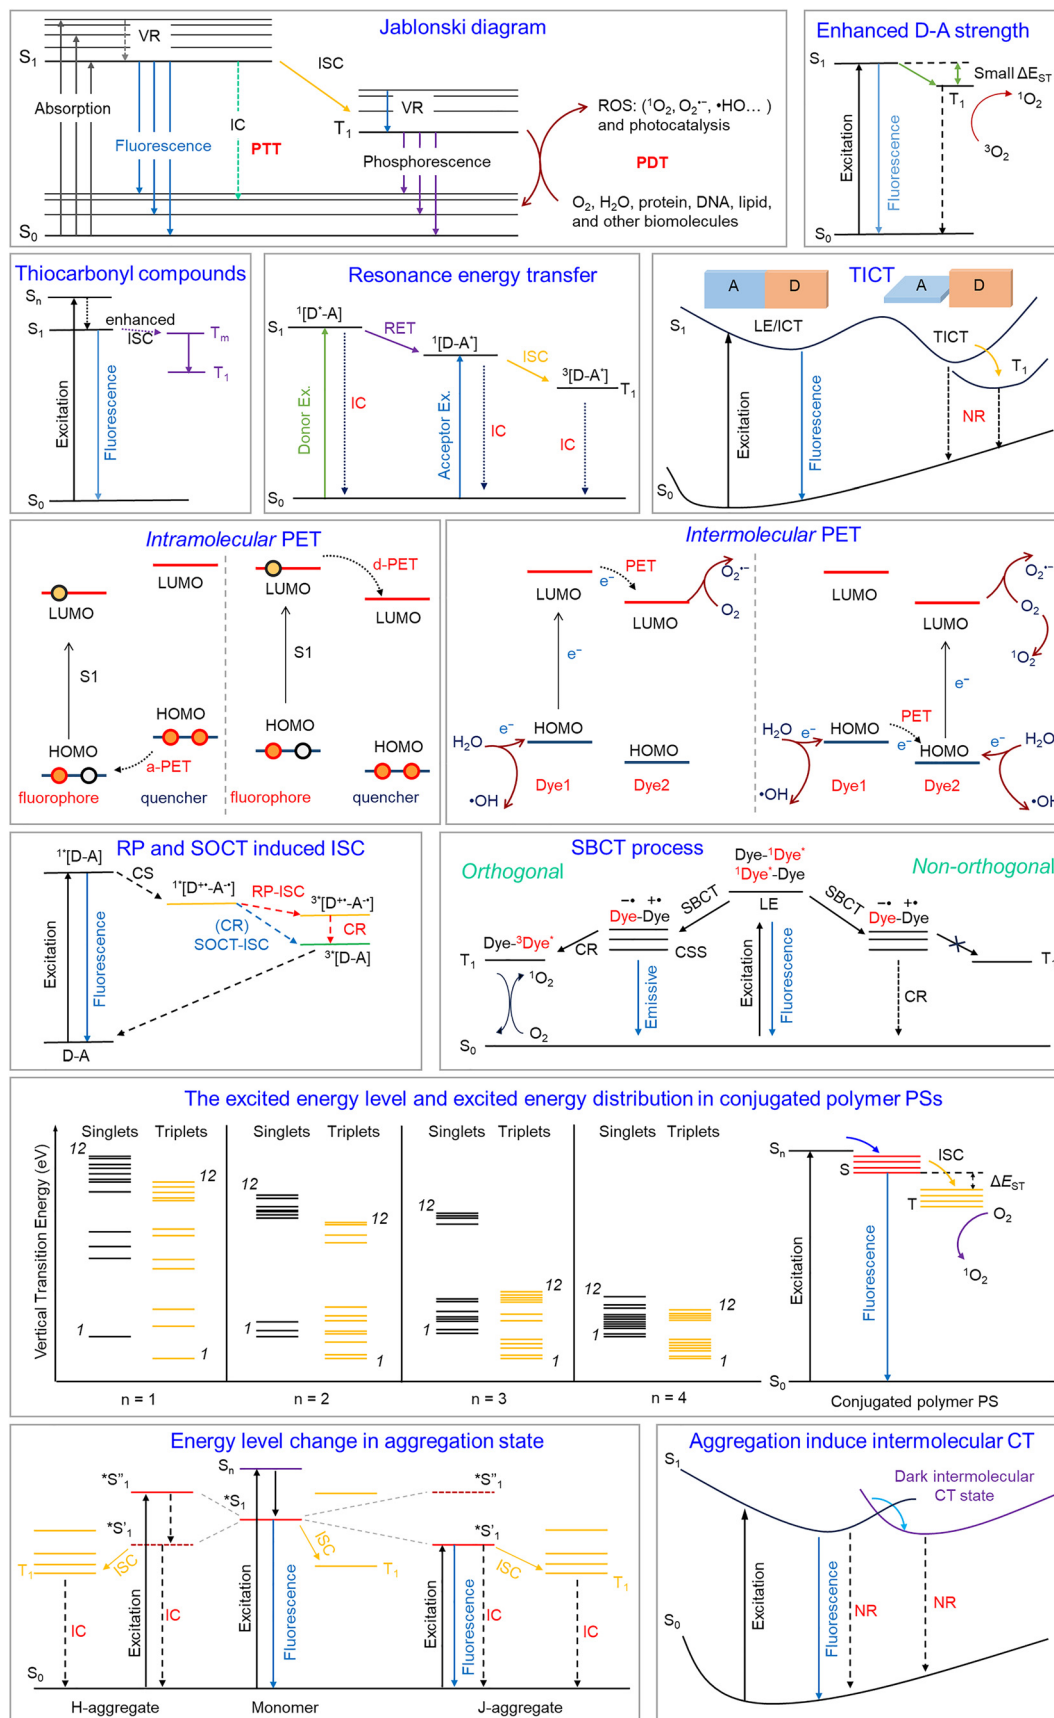 Jablonski diagram
VR
S1
ISC
Absorption
Fluorescence
IC
PTT
VR
T1
Phosphorescence
ROS: (¹O2, O2•−, •HO… )
and photocatalysis
PDT
O2, H2O, protein, DNA, lipid,
and other biomolecules
S0
Enhanced D-A strength
S1
Small ΔEST
T1
¹O2
³O2
Excitation
Fluorescence
S0
Thiocarbonyl compounds
Sn
S1
enhanced
ISC
Tm
T1
Excitation
Fluorescence
S0
Resonance energy transfer
¹[D*-A]
S1
RET
¹[D-A*]
ISC
³[D-A*]
T1
Donor Ex.
IC
Acceptor Ex.
IC
IC
S0
TICT
A
D
A
D
S1
LE/ICT
TICT
T1
Excitation
Fluorescence
NR
S0
Intramolecular PET
LUMO
S1
HOMO
fluorophore
LUMO
HOMO
a-PET
quencher
LUMO
S1
HOMO
fluorophore
d-PET
LUMO
HOMO
quencher
Intermolecular PET
LUMO
e−
PET
O2•−
O2
LUMO
e−
H2O
e−
HOMO
HOMO
•OH
Dye1
Dye2
LUMO
O2•−
O2
LUMO
¹O2
e−
H2O
e−
HOMO
PET
e−
HOMO
e−
H2O
•OH
Dye1
Dye2
•OH
RP and SOCT induced ISC
¹*[D-A]
CS
¹*[D+•-A-•]
RP-ISC
³*[D+•-A-•]
(CR)
SOCT-ISC
CR
³*[D-A]
Excitation
Fluorescence
D-A
SBCT process
Orthogonal
Non-orthogonal
Dye-¹Dye*
¹Dye*-Dye
LE
SBCT
SBCT
−• +•
Dye-Dye
CSS
CR
Dye-³Dye*
T1
¹O2
O2
Emissive
Excitation
Fluorescence
−• +•
Dye-Dye
CR
S0
The excited energy level and excited energy distribution in conjugated polymer PSs
Vertical Transition Energy (eV)
Singlets
Triplets
12
12
1
1
n = 1
Singlets
Triplets
12
12
1
1
n = 2
Singlets
Triplets
12
12
1
1
n = 3
Singlets
Triplets
12
12
1
1
n = 4
Sn
S
ISC
ΔEST
T
O2
¹O2
Excitation
Fluorescence
S0
Conjugated polymer PS
Energy level change in aggregation state
*S"1
*S'1
T1
ISC
IC
Excitation
IC
Sn
*S1
ISC
T1
Excitation
Fluorescence
*S"1
*S'1
ISC
T1
Excitation
Fluorescence
IC
IC
S0
H-aggregate
Monomer
J-aggregate
Aggregation induce intermolecular CT
S1
Dark intermolecular
CT state
Excitation
Fluorescence
NR
NR
S0